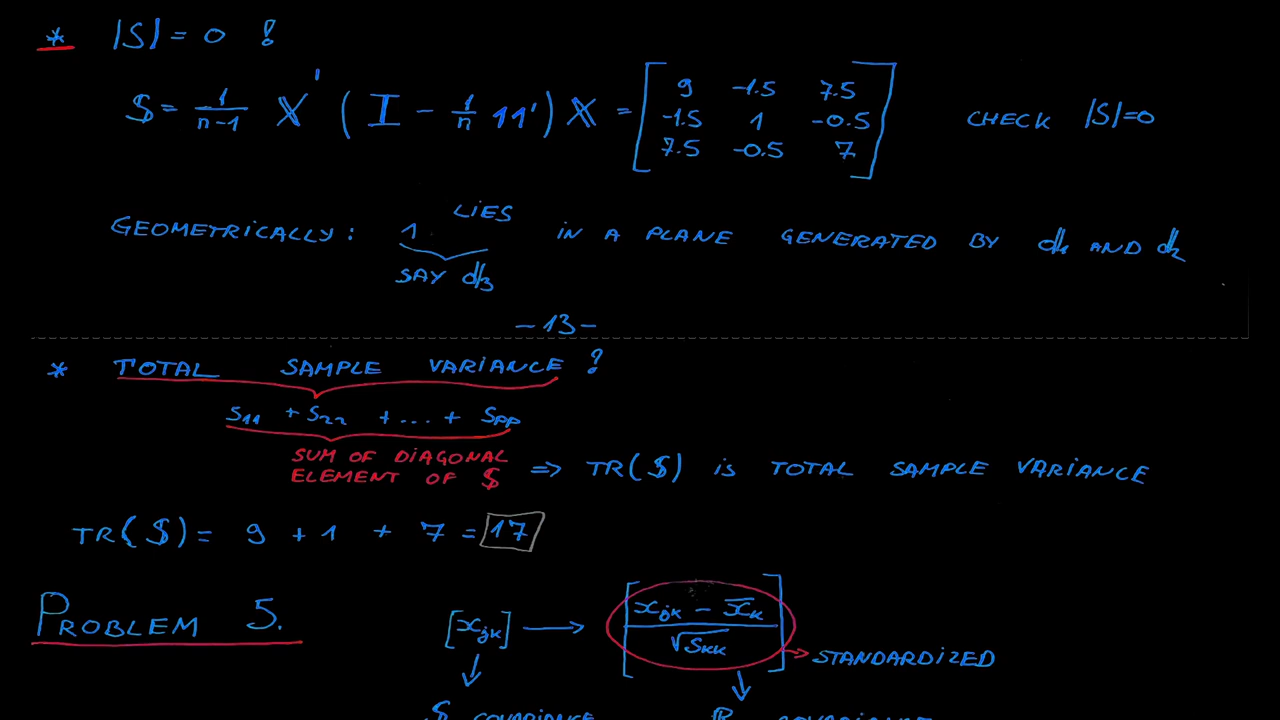 * |S| = 0 !
$ = 1/(n-1) X' ( I - 1/n 11' ) X = [ 9 -1.5 7.5
-1.5 1 -0.5
7.5 -0.5 7 ] CHECK |S|=0
GEOMETRICALLY: 1 LIES IN A PLANE GENERATED BY d1 AND d2
SAY d3
-13-
* TOTAL SAMPLE VARIANCE ?
S11 + S22 + ... + Spp
SUM OF DIAGONAL
ELEMENT OF $ => TR($) is TOTAL SAMPLE VARIANCE
TR($) = 9 + 1 + 7 = 17
PROBLEM 5. [xjk] → [ (xjk - x̄k) / √Skk ]
→ STANDARDIZED